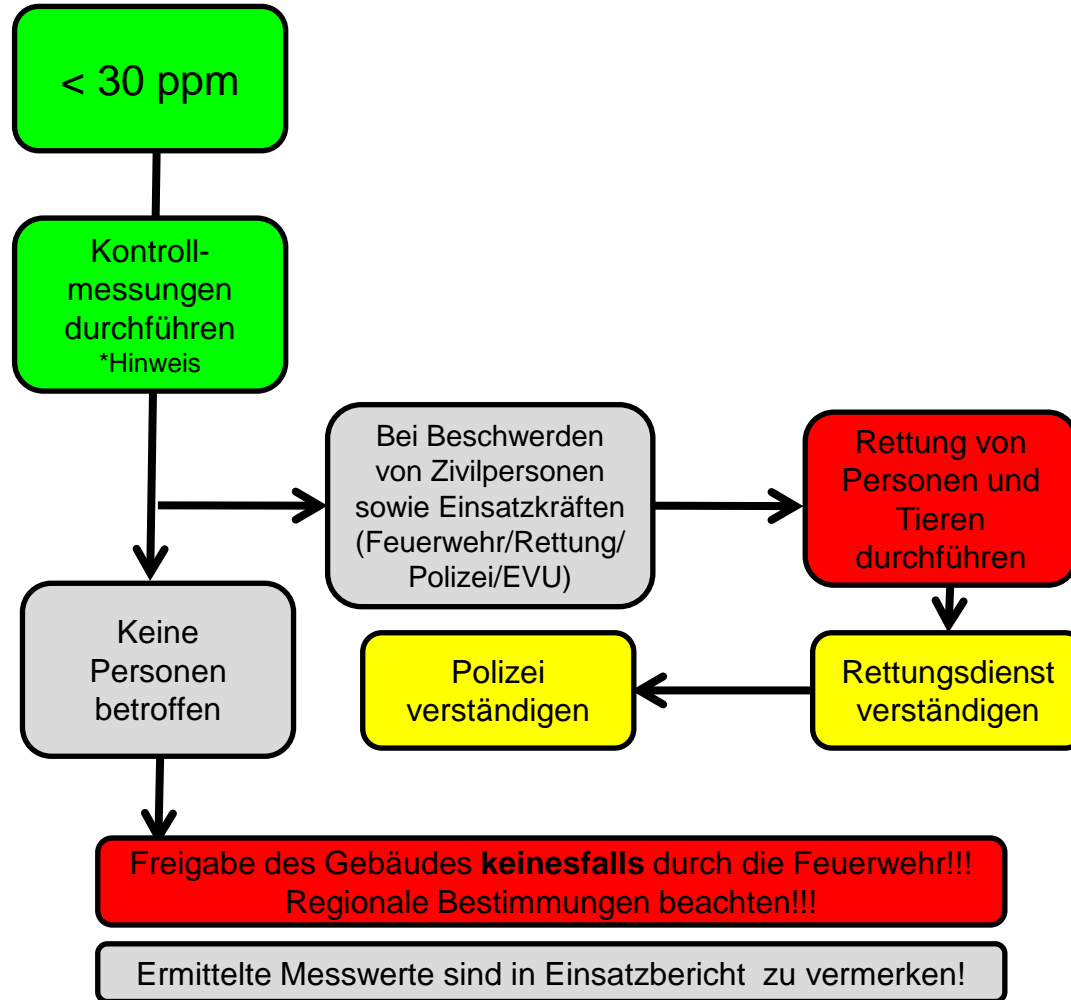 < 30 ppm
Kontroll-
messungen
durchführen
*Hinweis
Bei Beschwerden
von Zivilpersonen
sowie Einsatzkräften
(Feuerwehr/Rettung/
Polizei/EVU)
Rettung von
Personen und
Tieren
durchführen
Keine
Personen
betroffen
Polizei
verständigen
Rettungsdienst
verständigen
Freigabe des Gebäudes keinesfalls durch die Feuerwehr!!!
Regionale Bestimmungen beachten!!!
Ermittelte Messwerte sind in Einsatzbericht zu vermerken!